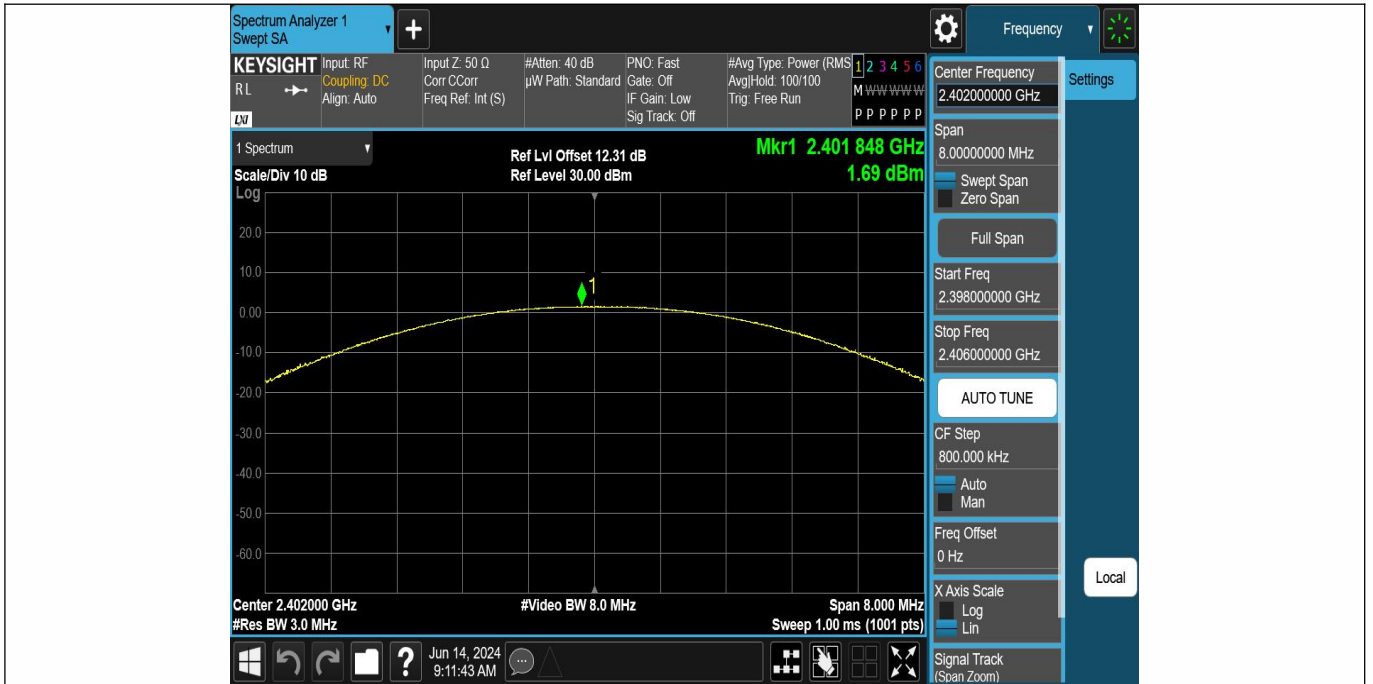 Spectrum Analyzer 1
Swept SA
Frequency
KEYSIGHT
RL
LXI
Input: RF
Coupling: DC
Align: Auto
Input Z: 50 Ω
Corr CCorr
Freq Ref: Int (S)
#Atten: 40 dB
µW Path: Standard
PNO: Fast
Gate: Off
IF Gain: Low
Sig Track: Off
#Avg Type: Power (RMS
Avg|Hold: 100/100
Trig: Free Run
1 2 3 4 5 6
M W W W W W
P P P P P P
1 Spectrum
Scale/Div 10 dB
Ref Lvl Offset 12.31 dB
Ref Level 30.00 dBm
Mkr1 2.401 848 GHz
1.69 dBm
Log
20.0
10.0
0.00
-10.0
-20.0
-30.0
-40.0
-50.0
-60.0
1
Center 2.402000 GHz
#Res BW 3.0 MHz
#Video BW 8.0 MHz
Span 8.000 MHz
Sweep 1.00 ms (1001 pts)
Jun 14, 2024
9:11:43 AM
Center Frequency
2.402000000 GHz
Span
8.00000000 MHz
Swept Span
Zero Span
Full Span
Start Freq
2.398000000 GHz
Stop Freq
2.406000000 GHz
AUTO TUNE
CF Step
800.000 kHz
Auto
Man
Freq Offset
0 Hz
X Axis Scale
Log
Lin
Signal Track
(Span Zoom)
Settings
Local